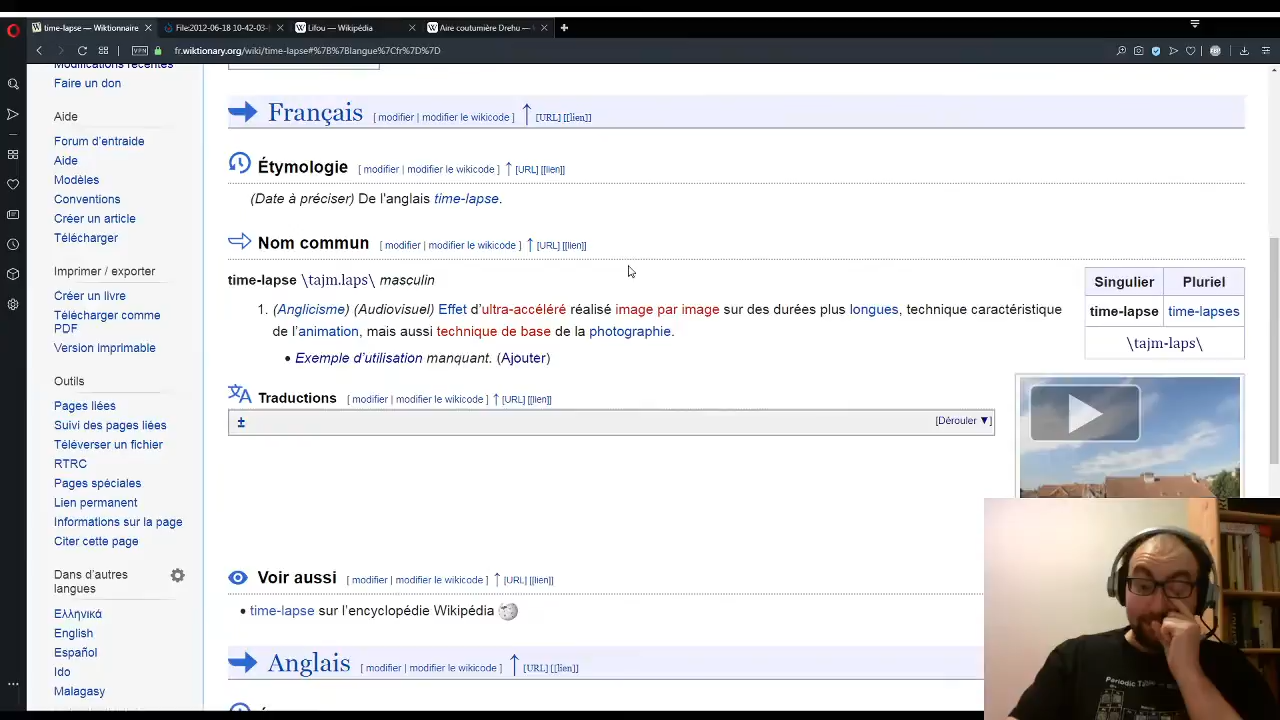 time-lapse — Wiktionnaire
File:2012-06-18 10-42-03-
Lifou — Wikipédia
Aire coutumière Drehu —
VPN
fr.wiktionary.org/wiki/time-lapse#%7B%7Blangue%7Cfr%7D%7D
Modifications récentes
Faire un don
Aide
Forum d'entraide
Aide
Modèles
Conventions
Créer un article
Télécharger
Imprimer / exporter
Créer un livre
Télécharger comme
PDF
Version imprimable
Outils
Pages liées
Suivi des pages liées
Téléverser un fichier
RTRC
Pages spéciales
Lien permanent
Informations sur la page
Citer cette page
Dans d'autres
langues
Ελληνικά
English
Español
Ido
Malagasy
Français [ modifier | modifier le wikicode ] ↑ [URL] [[lien]]
Étymologie [ modifier | modifier le wikicode ] ↑ [URL] [[lien]]
(Date à préciser) De l'anglais time-lapse.
Nom commun [ modifier | modifier le wikicode ] ↑ [URL] [[lien]]
time-lapse \tajm.laps\ masculin
1. (Anglicisme) (Audiovisuel) Effet d'ultra-accéléré réalisé image par image sur des durées plus longues, technique caractéristique
de l'animation, mais aussi technique de base de la photographie.
• Exemple d'utilisation manquant. (Ajouter)
Singulier Pluriel
time-lapse time-lapses
\tajm-laps\
Traductions [ modifier | modifier le wikicode ] ↑ [URL] [[lien]]
± [Dérouler ▼]
Voir aussi [ modifier | modifier le wikicode ] ↑ [URL] [[lien]]
• time-lapse sur l'encyclopédie Wikipédia
Anglais [ modifier | modifier le wikicode ] ↑ [URL] [[lien]]
Periodic Table